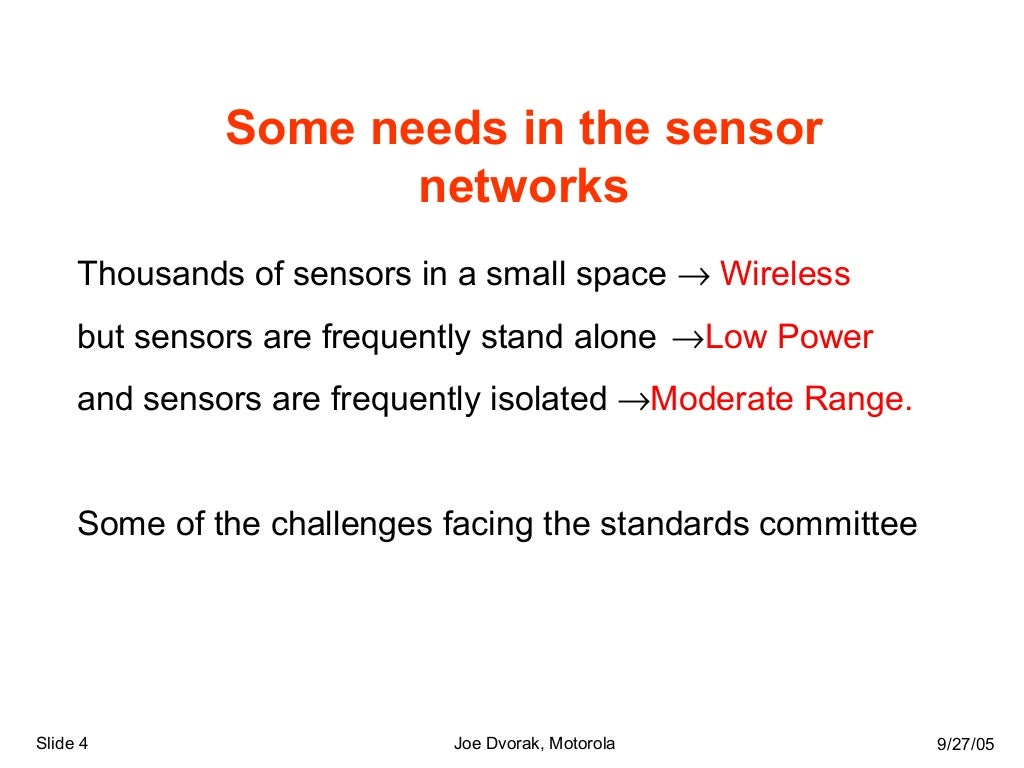 Some needs in the sensor
networks
Thousands of sensors in a small space → Wireless
but sensors are frequently stand alone →Low Power
and sensors are frequently isolated →Moderate Range.
Some of the challenges facing the standards committee
Slide 4 Joe Dvorak, Motorola 9/27/05